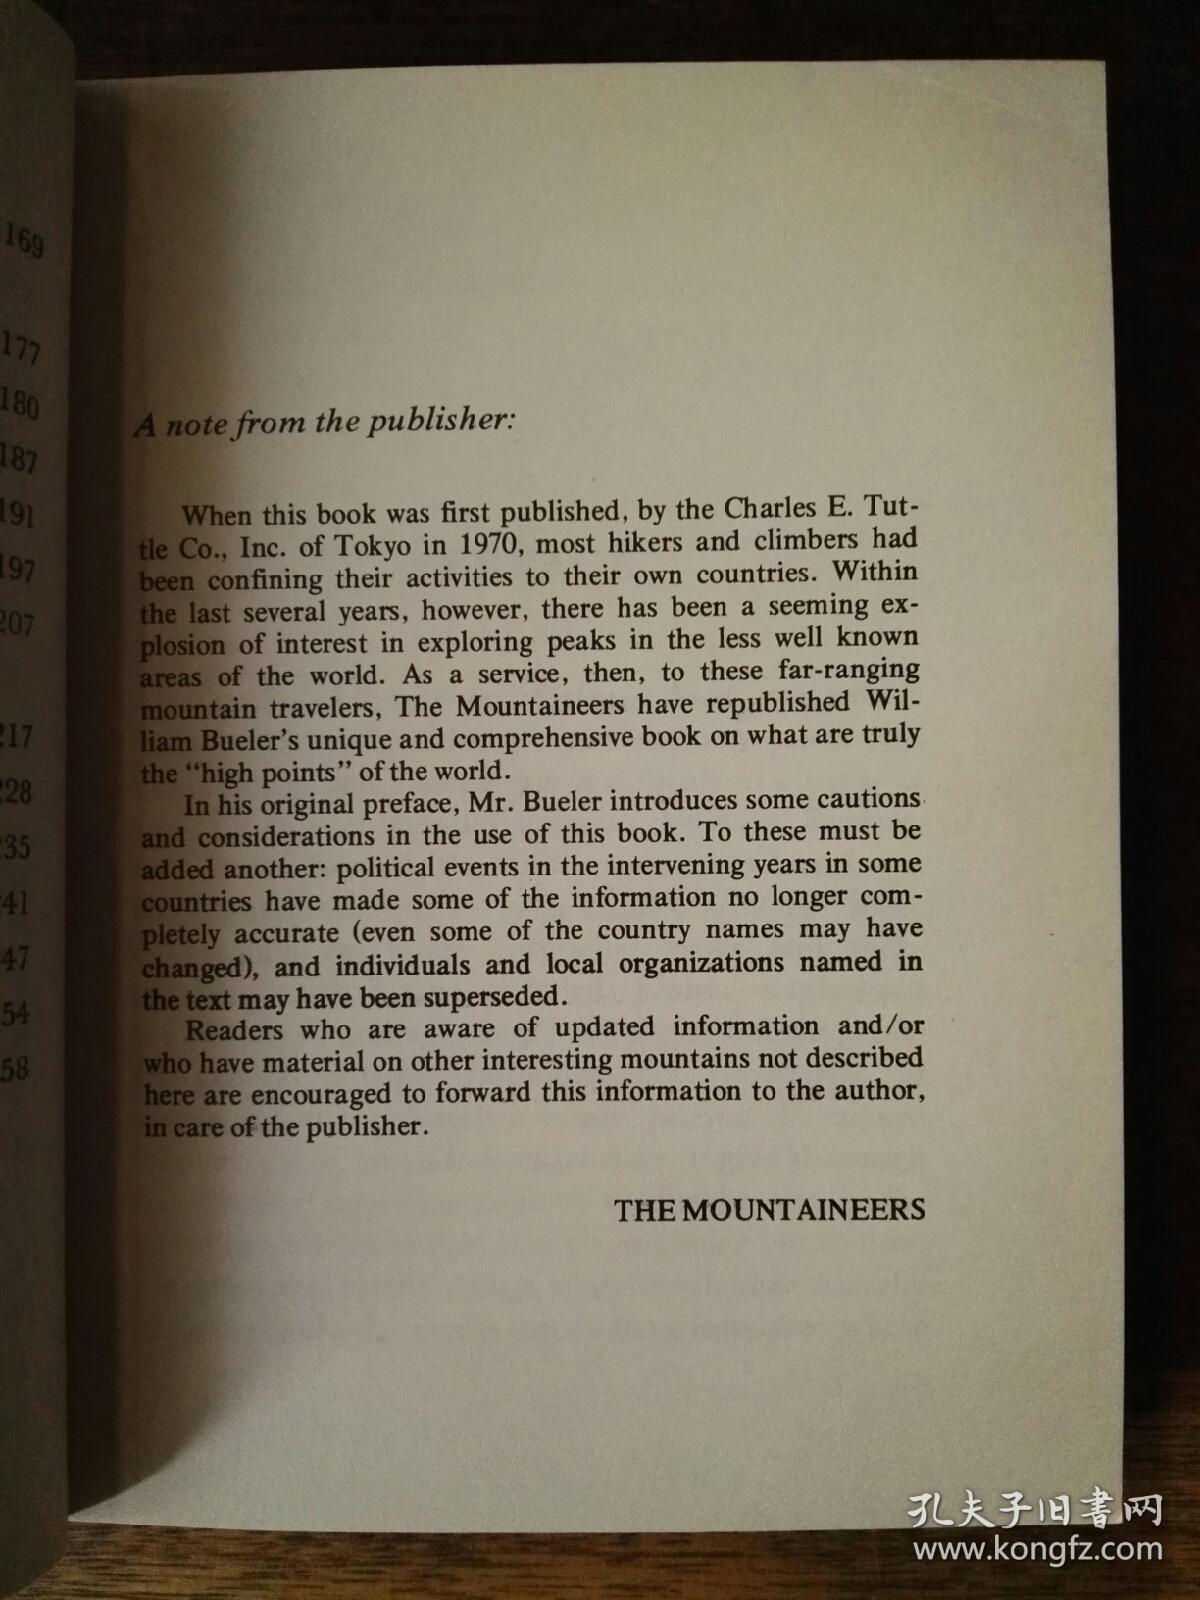 169
177
180
187
191
197
207
217
228
235
241
47
54
58
A note from the publisher:
When this book was first published, by the Charles E. Tut-
tle Co., Inc. of Tokyo in 1970, most hikers and climbers had
been confining their activities to their own countries. Within
the last several years, however, there has been a seeming ex-
plosion of interest in exploring peaks in the less well known
areas of the world. As a service, then, to these far-ranging
mountain travelers, The Mountaineers have republished Wil-
liam Bueler's unique and comprehensive book on what are truly
the “high points” of the world.
In his original preface, Mr. Bueler introduces some cautions
and considerations in the use of this book. To these must be
added another: political events in the intervening years in some
countries have made some of the information no longer com-
pletely accurate (even some of the country names may have
changed), and individuals and local organizations named in
the text may have been superseded.
Readers who are aware of updated information and/or
who have material on other interesting mountains not described
here are encouraged to forward this information to the author,
in care of the publisher.
THE MOUNTAINEERS
孔夫子旧書网
www.kongfz.com